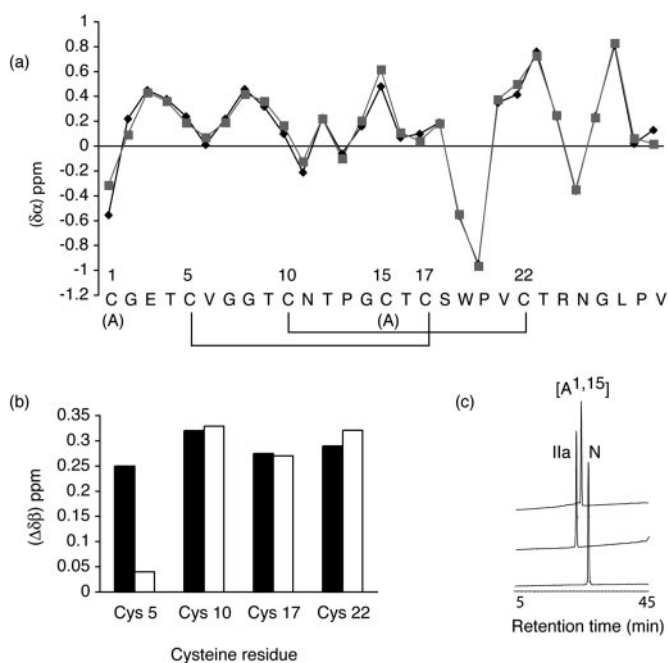 (a)
1
0.8
0.6
0.4
0.2
0
-0.2
-0.4
-0.6
-0.8
-1
-1.2
(δα) ppm
1 5 10 15 17 22
C G E T C V G G T C N T P G C T C S W P V C T R N G L P V
(A) (A)
(b)
0.35
0.3
0.25
0.15
0.1
0.05
0
(Δδβ) ppm
Cys 5 Cys 10 Cys 17 Cys 22
Cysteine residue
(c)
[A1,15]
IIa N
5 45
Retention time (min)